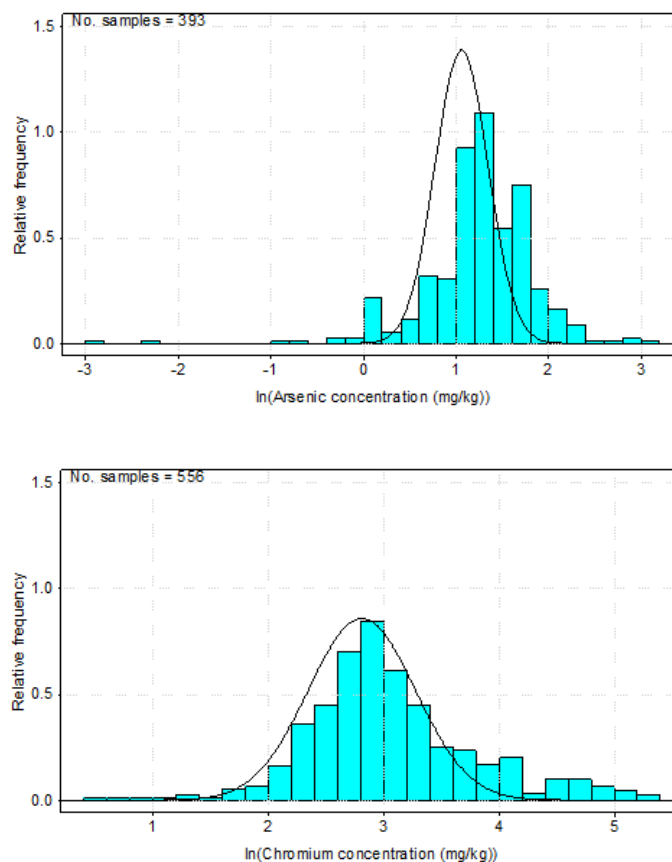 No. samples = 393
1.5
1.0
0.5
0.0
Relative frequency
-3 -2 -1 0 1 2 3
ln(Arsenic concentration (mg/kg))
No. samples = 556
1.5
1.0
0.5
0.0
Relative frequency
1 2 3 4 5
ln(Chromium concentration (mg/kg))